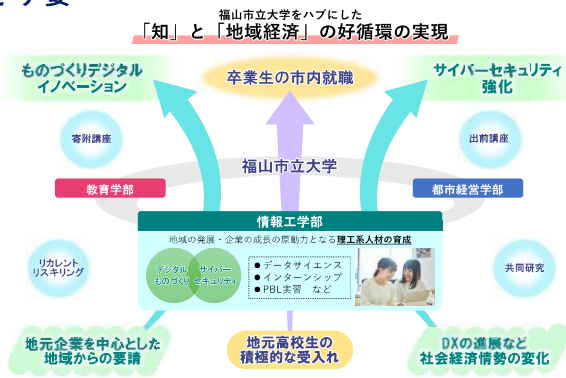 福山市立大学をハブにした
「知」と「地域経済」の好循環の実現
ものづくりデジタル
イノベーション
卒業生の市内就職
サイバーセキュリティ
強化
寄附講座
出前講座
福山市立大学
教育学部
都市経営学部
情報工学部
地域の発展・企業の成長の原動力となる理工系人材の育成
デジタル
ものづくり
サイバー
セキュリティ
●データサイエンス
●インターンシップ
●PBL実習 など
リカレント
リスキリング
共同研究
地元企業を中心とした
地域からの要請
地元高校生の
積極的な受入れ
DXの進展など
社会経済情勢の変化